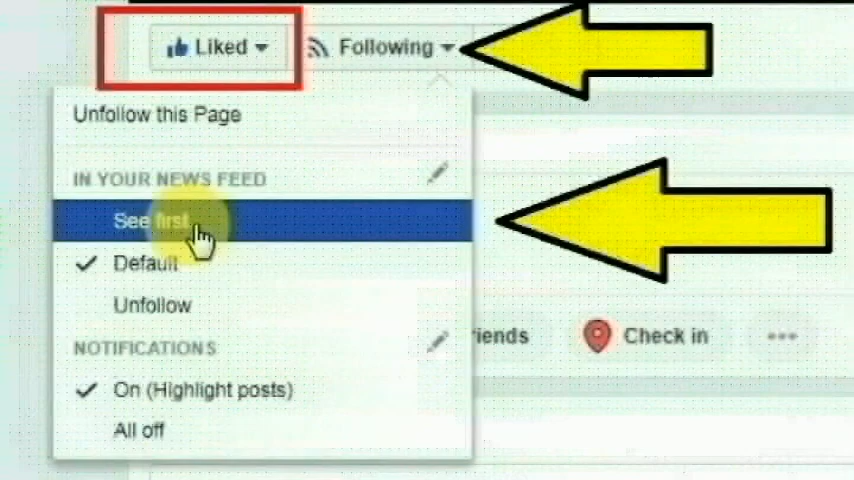 Liked Following
Unfollow this Page
IN YOUR NEWS FEED
See first
Default
Unfollow
NOTIFICATIONS
riends Check in
On (Highlight posts)
All off